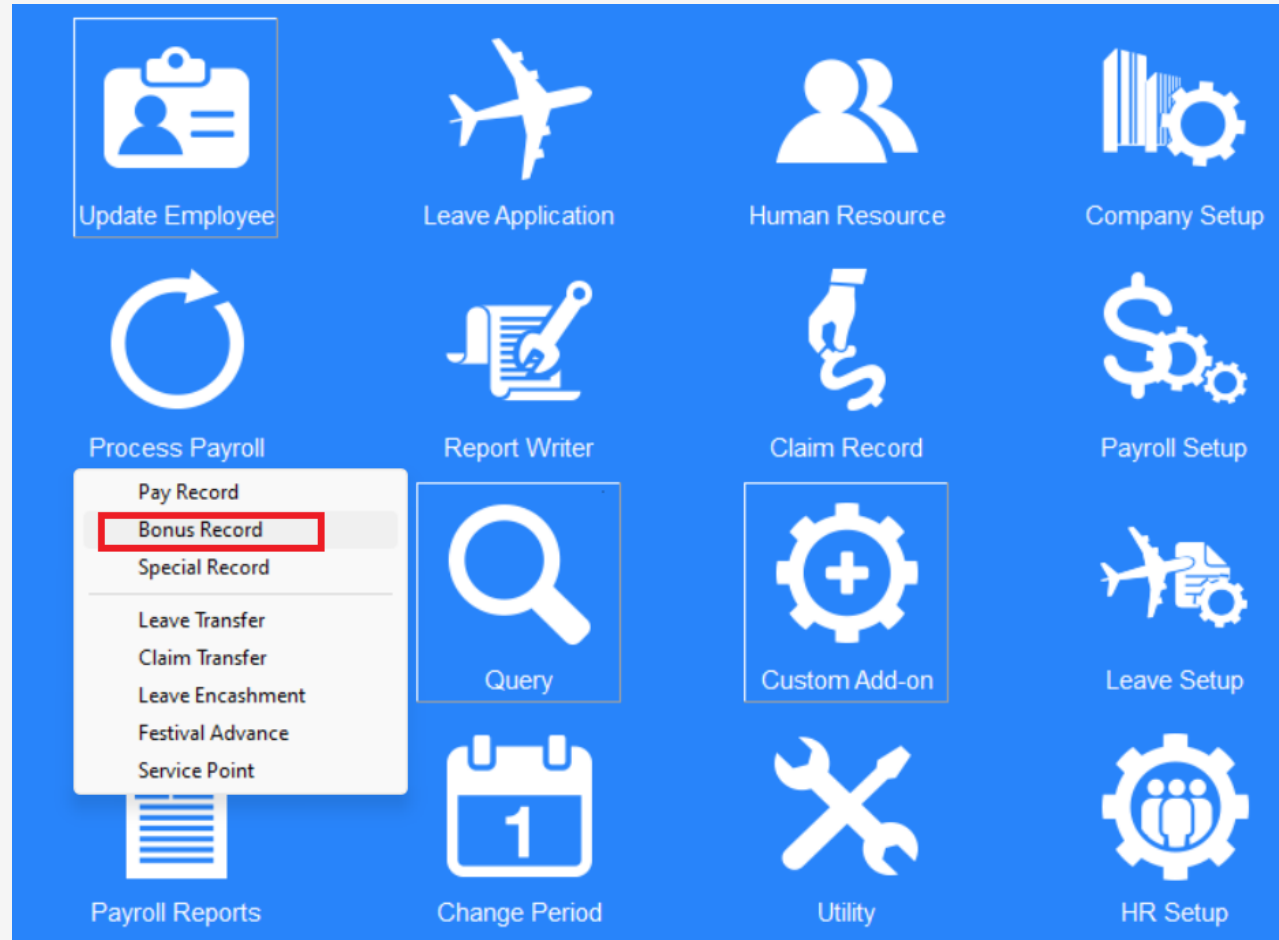 Update Employee
Leave Application
Human Resource
Company Setup
Process Payroll
Report Writer
Claim Record
Payroll Setup
Pay Record
Bonus Record
Special Record
Leave Transfer
Claim Transfer
Leave Encashment
Festival Advance
Service Point
Query
Custom Add-on
Leave Setup
1
Payroll Reports
Change Period
Utility
HR Setup